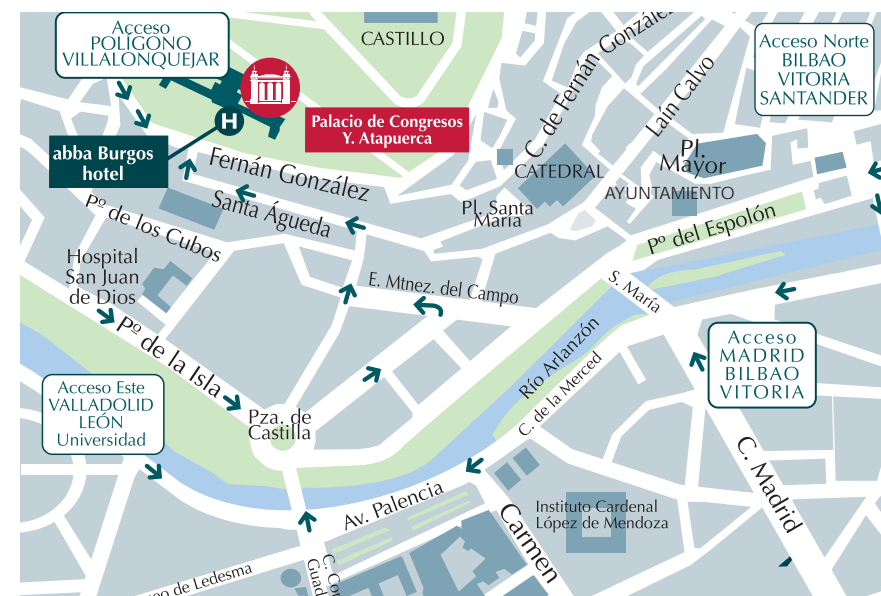 Acceso
POLÍGONO
VILLALONQUEJAR
CASTILLO
C. de Fernán González
Laín Calvo
Acceso Norte
BILBAO
VITORIA
SANTANDER
H
Palacio de Congresos
Y. Atapuerca
abba Burgos
hotel
Fernán González
Santa Águeda
CATEDRAL
Pl.
Mayor
AYUNTAMIENTO
Pl. Santa
María
Pº del Espolón
Pº de los Cubos
Hospital
San Juan
de Dios
E. Mtnez. del Campo
S. María
Pº de la Isla
Río Arlanzón
C. de la Merced
Acceso
MADRID
BILBAO
VITORIA
Acceso Este
VALLADOLID
LEÓN
Universidad
Pza. de
Castilla
Av. Palencia
Carmen
Instituto Cardenal
López de Mendoza
C. Madrid
de Ledesma